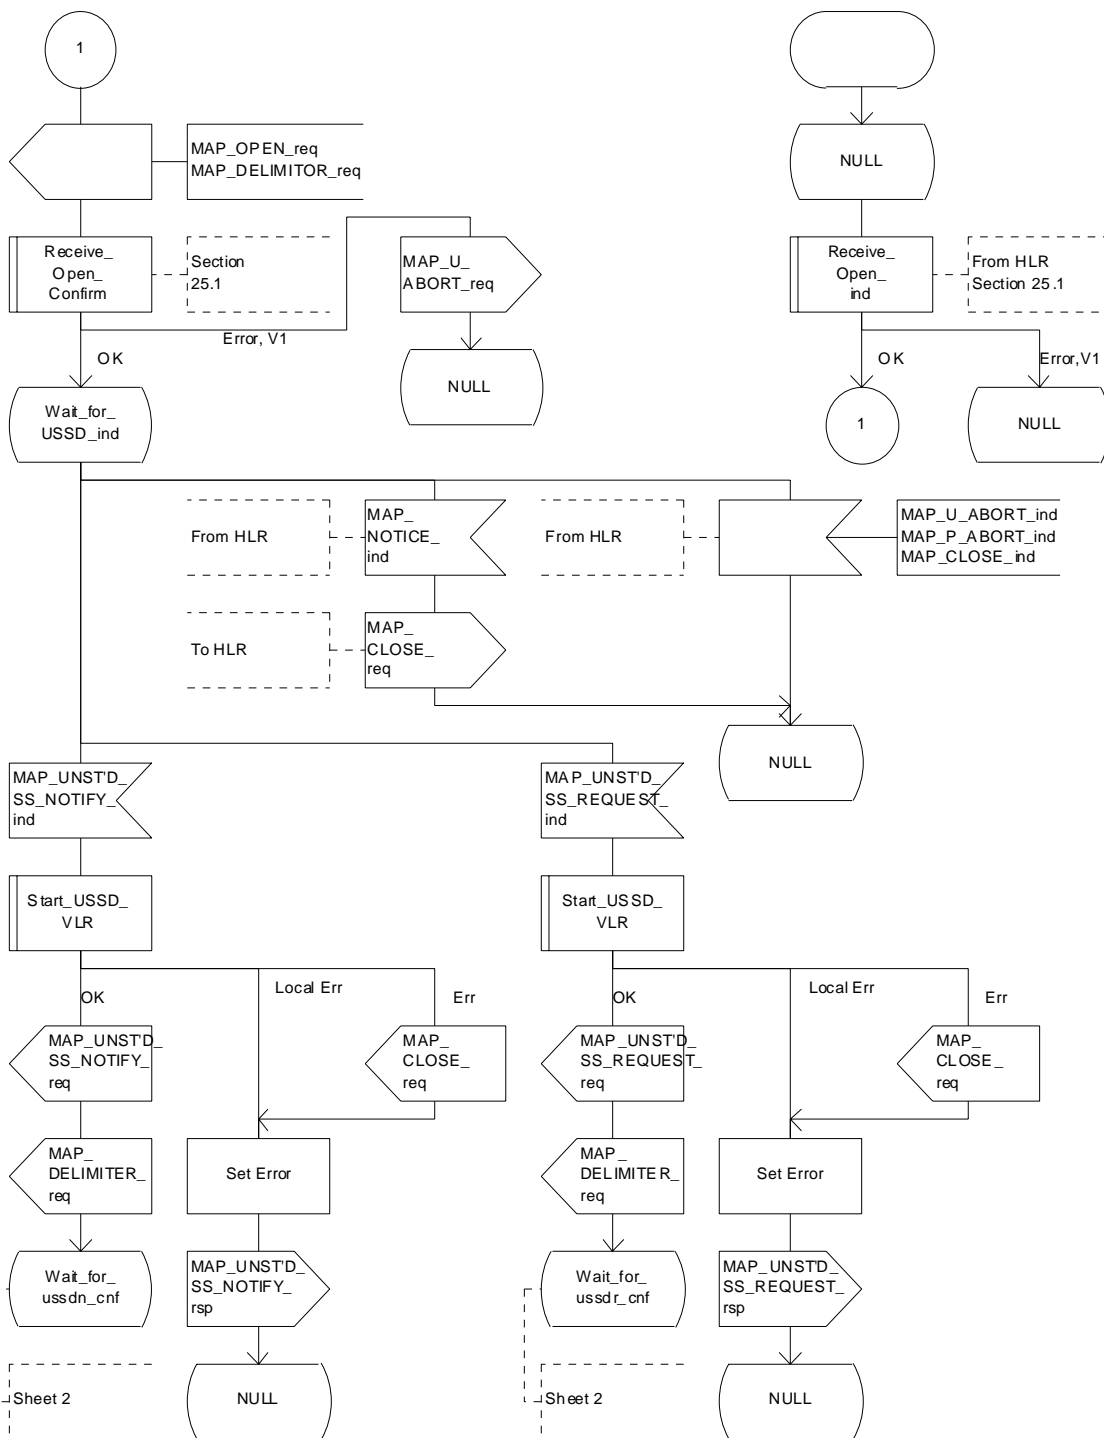 1
MAP_OPEN_req
MAP_DELIMITOR_req
NULL
Receive_
Open_
Confirm
Section
25.1
MAP_U_
ABORT_req
Receive_
Open_
ind
From HLR
Section 25.1
Error, V1
OK
NULL
OK
Error,V1
Wait_for_
USSD_ind
1
NULL
From HLR
MAP_
NOTICE_
ind
From HLR
MAP_U_ABORT_ind
MAP_P_ABORT_ind
MAP_CLOSE_ind
To HLR
MAP_
CLOSE_
req
NULL
MAP_UNST'D_
SS_NOTIFY_
ind
MAP_UNST'D_
SS_REQUEST_
ind
Start_USSD_
VLR
Start_USSD_
VLR
OK
Local Err
Err
OK
Local Err
Err
MAP_UNST'D_
SS_NOTIFY_
req
MAP_
CLOSE_
req
MAP_UNST'D_
SS_REQUEST_
req
MAP_
CLOSE_
req
MAP_
DELIMITER_
req
Set Error
MAP_
DELIMITER_
req
Set Error
Wait_for_
ussdn_cnf
MAP_UNST'D_
SS_NOTIFY_
rsp
Wait_for_
ussdr_cnf
MAP_UNST'D_
SS_REQUEST_
rsp
Sheet 2
NULL
Sheet 2
NULL